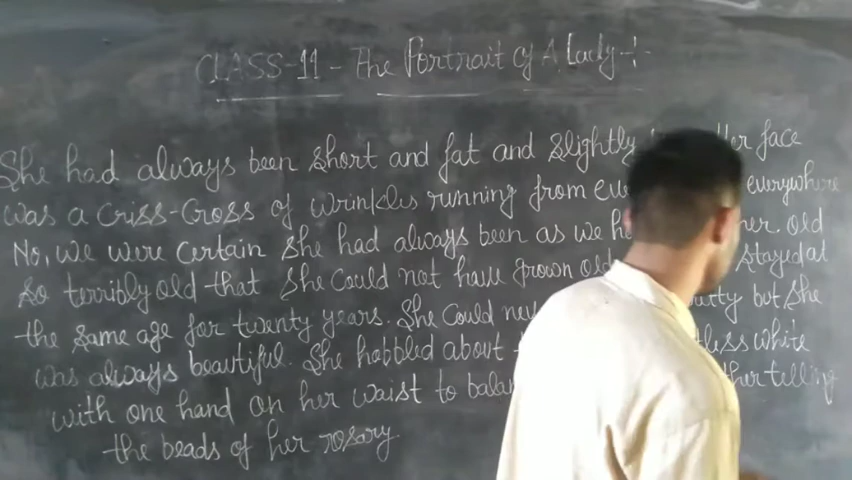 CLASS-11 - The Portrait of A Lady -!-
She had always been short and fat and slightly face
was a criss-Cross of wrinkles running from everywhere
No, we were certain she had always been as we her. old
so terribly old that she could not have grown old stayed at
the same age for twenty years. She could but she
was always beautiful. She hobbled about white
with one hand on her waist to telling
the beads of her rosary.